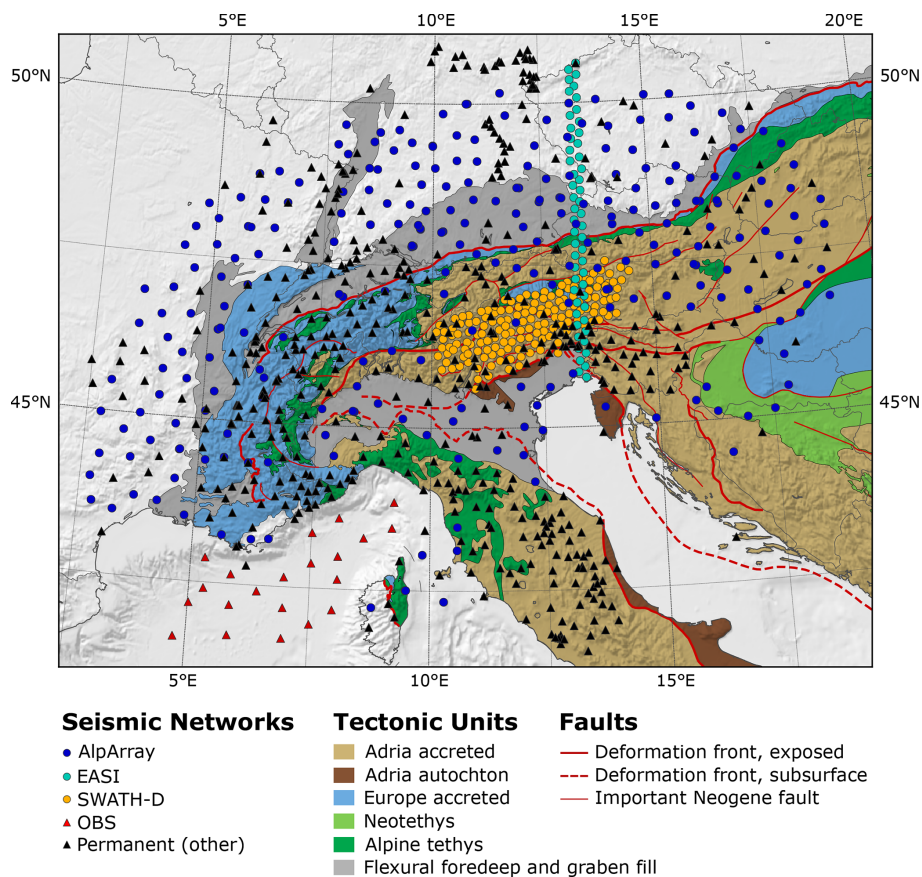 5°E 10°E 15°E 20°E
50°N 50°N
45°N 45°N
5°E 10°E 15°E
Seismic Networks
AlpArray
EASI
SWATH-D
OBS
Permanent (other)
Tectonic Units
Adria accreted
Adria autochton
Europe accreted
Neotethys
Alpine tethys
Flexural foredeep and graben fill
Faults
Deformation front, exposed
Deformation front, subsurface
Important Neogene fault